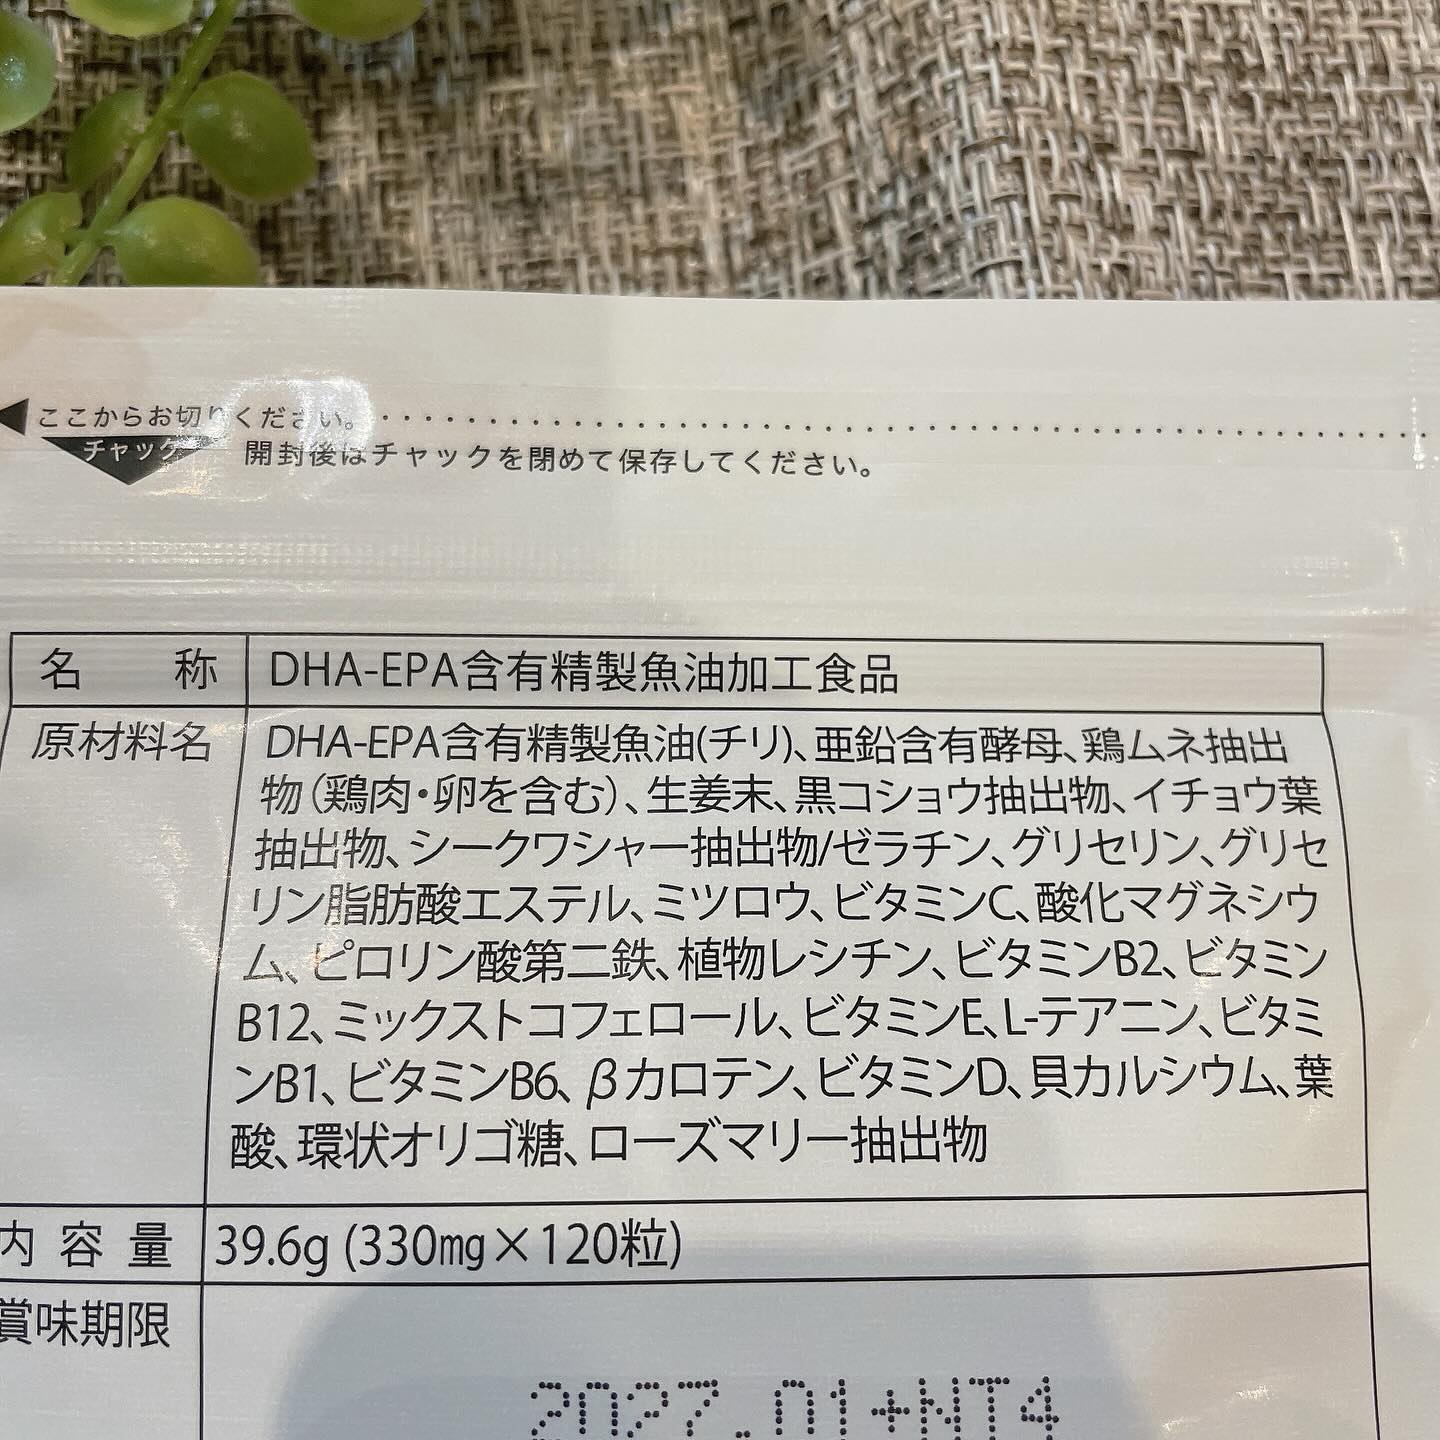 ここからお切りください。
チャック 開封後はチャックを閉めて保存してください。
名 称 DHA-EPA含有精製魚油加工食品
原材料名 DHA-EPA含有精製魚油(チリ)、亜鉛含有酵母、鶏ムネ抽出
物（鶏肉・卵を含む）、生姜末、黒コショウ抽出物、イチョウ葉
抽出物、シークワシャー抽出物/ゼラチン、グリセリン、グリセ
リン脂肪酸エステル、ミツロウ、ビタミンC、酸化マグネシウ
ム、ピロリン酸第二鉄、植物レシチン、ビタミンB2、ビタミン
B12、ミックストコフェロール、ビタミンE、L-テアニン、ビタミ
ンB1、ビタミンB6、βカロテン、ビタミンD、貝カルシウム、葉
酸、環状オリゴ糖、ローズマリー抽出物
内 容 量 39.6g (330㎎×120粒)
賞味期限
2027.01+NT4